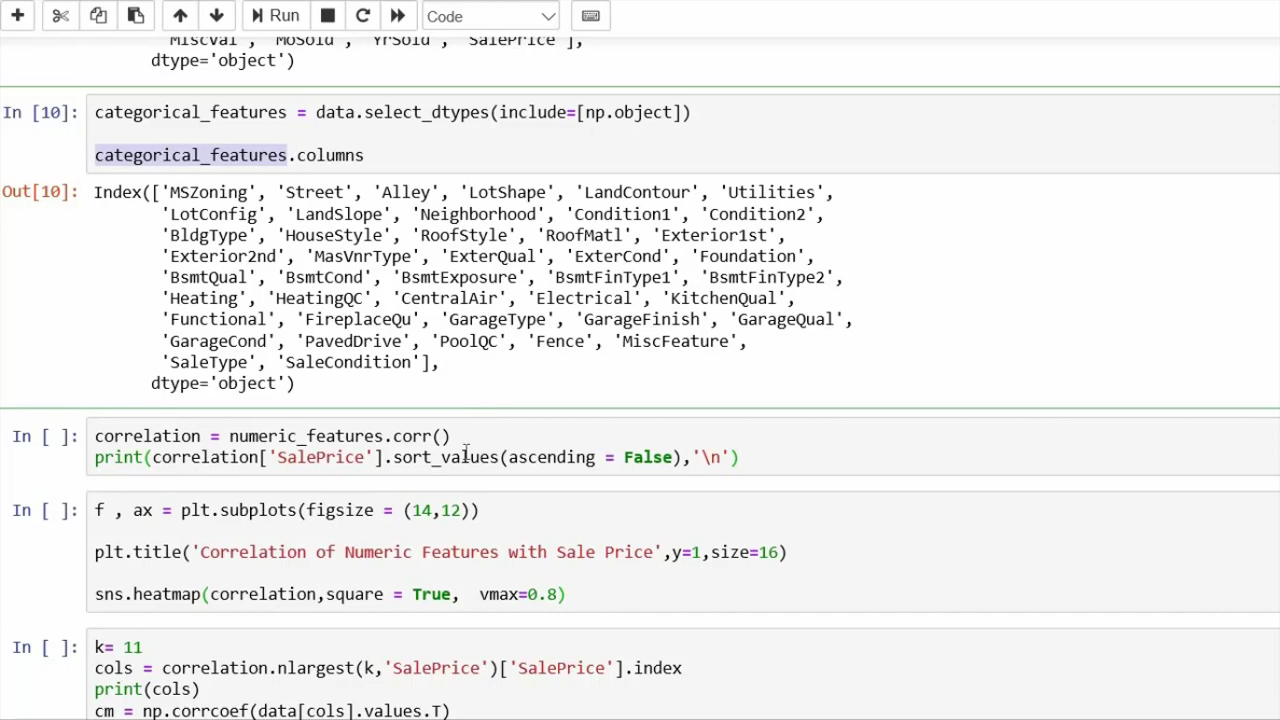 Run
Code
'MiscVal', 'MoSold', 'YrSold', 'SalePrice'],
dtype='object')
In [10]: categorical_features = data.select_dtypes(include=[np.object])
categorical_features.columns
Out[10]: Index(['MSZoning', 'Street', 'Alley', 'LotShape', 'LandContour', 'Utilities',
'LotConfig', 'LandSlope', 'Neighborhood', 'Condition1', 'Condition2',
'BldgType', 'HouseStyle', 'RoofStyle', 'RoofMatl', 'Exterior1st',
'Exterior2nd', 'MasVnrType', 'ExterQual', 'ExterCond', 'Foundation',
'BsmtQual', 'BsmtCond', 'BsmtExposure', 'BsmtFinType1', 'BsmtFinType2',
'Heating', 'HeatingQC', 'CentralAir', 'Electrical', 'KitchenQual',
'Functional', 'FireplaceQu', 'GarageType', 'GarageFinish', 'GarageQual',
'GarageCond', 'PavedDrive', 'PoolQC', 'Fence', 'MiscFeature',
'SaleType', 'SaleCondition'],
dtype='object')
In [ ]: correlation = numeric_features.corr()
print(correlation['SalePrice'].sort_values(ascending = False),'\n')
In [ ]: f , ax = plt.subplots(figsize = (14,12))
plt.title('Correlation of Numeric Features with Sale Price',y=1,size=16)
sns.heatmap(correlation,square = True,  vmax=0.8)
In [ ]: k= 11
cols = correlation.nlargest(k,'SalePrice')['SalePrice'].index
print(cols)
cm = np.corrcoef(data[cols].values.T)